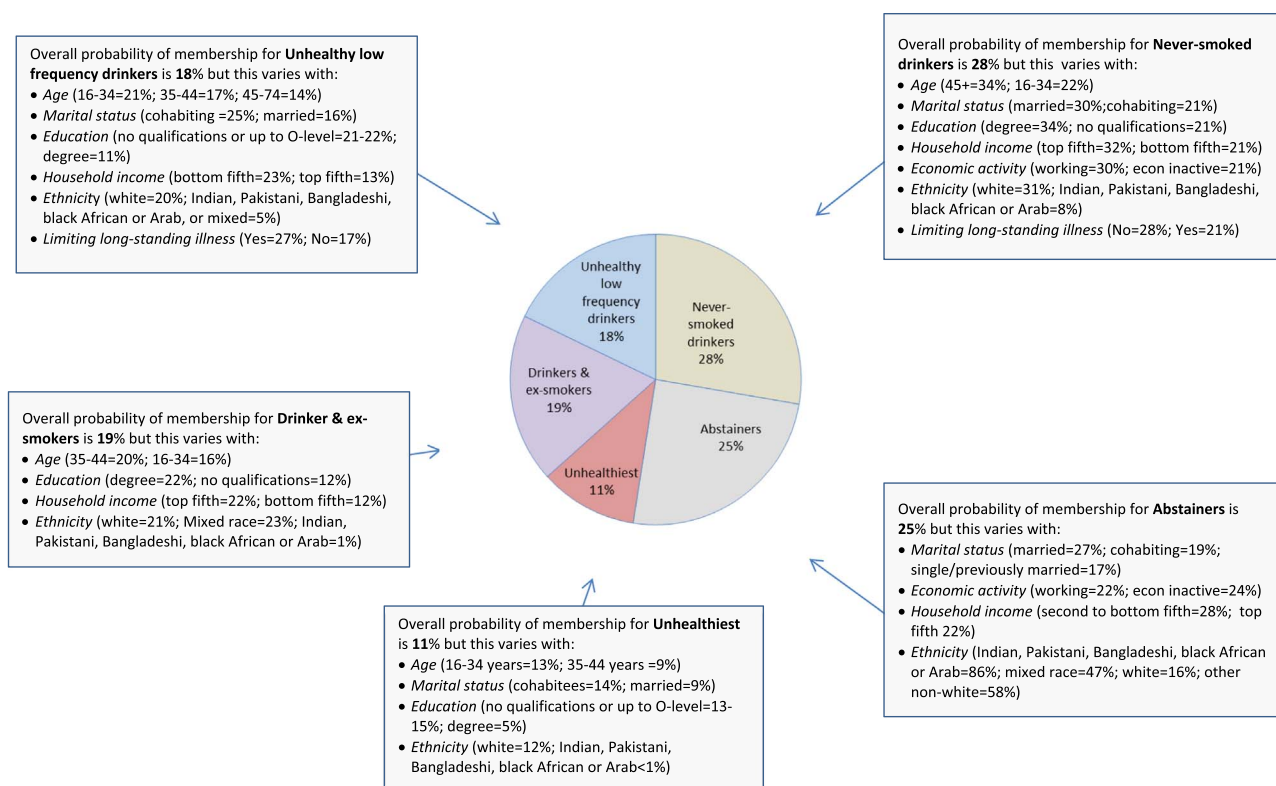 Overall probability of membership for Unhealthy low
frequency drinkers is 18% but this varies with:
• Age (16-34=21%; 35-44=17%; 45-74=14%)
• Marital status (cohabiting =25%; married=16%)
• Education (no qualifications or up to O-level=21-22%;
degree=11%)
• Household income (bottom fifth=23%; top fifth=13%)
• Ethnicity (white=20%; Indian, Pakistani, Bangladeshi,
black African or Arab, or mixed=5%)
• Limiting long-standing illness (Yes=27%; No=17%)
Overall probability of membership for Never-smoked
drinkers is 28% but this varies with:
• Age (45+=34%; 16-34=22%)
• Marital status (married=30%;cohabiting=21%)
• Education (degree=34%; no qualifications=21%)
• Household income (top fifth=32%; bottom fifth=21%)
• Economic activity (working=30%; econ inactive=21%)
• Ethnicity (white=31%; Indian, Pakistani, Bangladeshi,
black African or Arab=8%)
• Limiting long-standing illness (No=28%; Yes=21%)
Unhealthy
low
frequency
drinkers
18%
Never-
smoked
drinkers
28%
Drinkers &
ex-smokers
19%
Abstainers
25%
Unhealthiest
11%
Overall probability of membership for Drinker & ex-
smokers is 19% but this varies with:
• Age (35-44=20%; 16-34=16%)
• Education (degree=22%; no qualifications=12%)
• Household income (top fifth=22%; bottom fifth=12%)
• Ethnicity (white=21%; Mixed race=23%; Indian,
Pakistani, Bangladeshi, black African or Arab=1%)
Overall probability of membership for Abstainers is
25% but this varies with:
• Marital status (married=27%; cohabiting=19%;
single/previously married=17%)
• Economic activity (working=22%; econ inactive=24%)
• Household income (second to bottom fifth=28%; top
fifth 22%)
• Ethnicity (Indian, Pakistani, Bangladeshi, black African
or Arab=86%; mixed race=47%; white=16%; other
non-white=58%)
Overall probability of membership for Unhealthiest
is 11% but this varies with:
• Age (16-34 years=13%; 35-44 years =9%)
• Marital status (cohabitees=14%; married=9%)
• Education (no qualifications or up to O-level=13-
15%; degree=5%)
• Ethnicity (white=12%; Indian, Pakistani,
Bangladeshi, black African or Arab<1%)